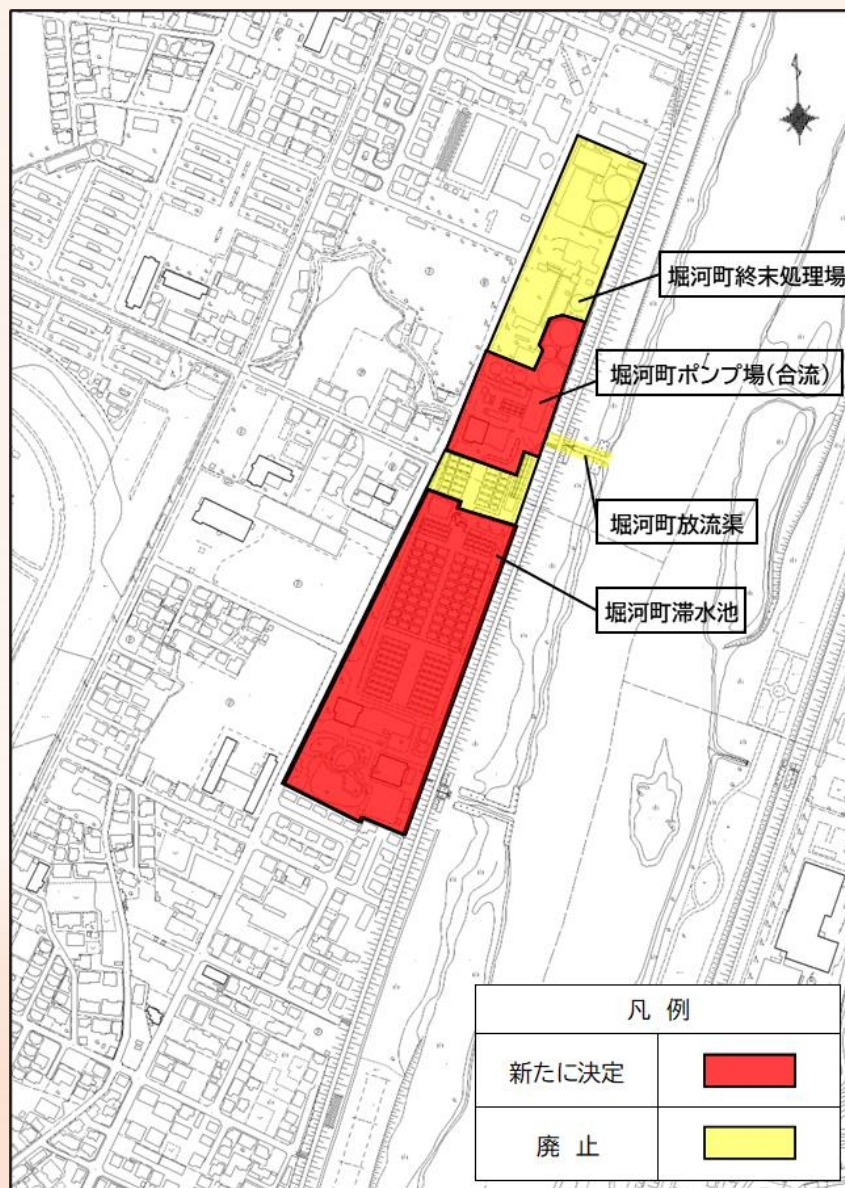 堀河町終末処理場
堀河町ポンプ場(合流)
堀河町放流渠
堀河町滞水池
凡 例
新たに決定
廃 止